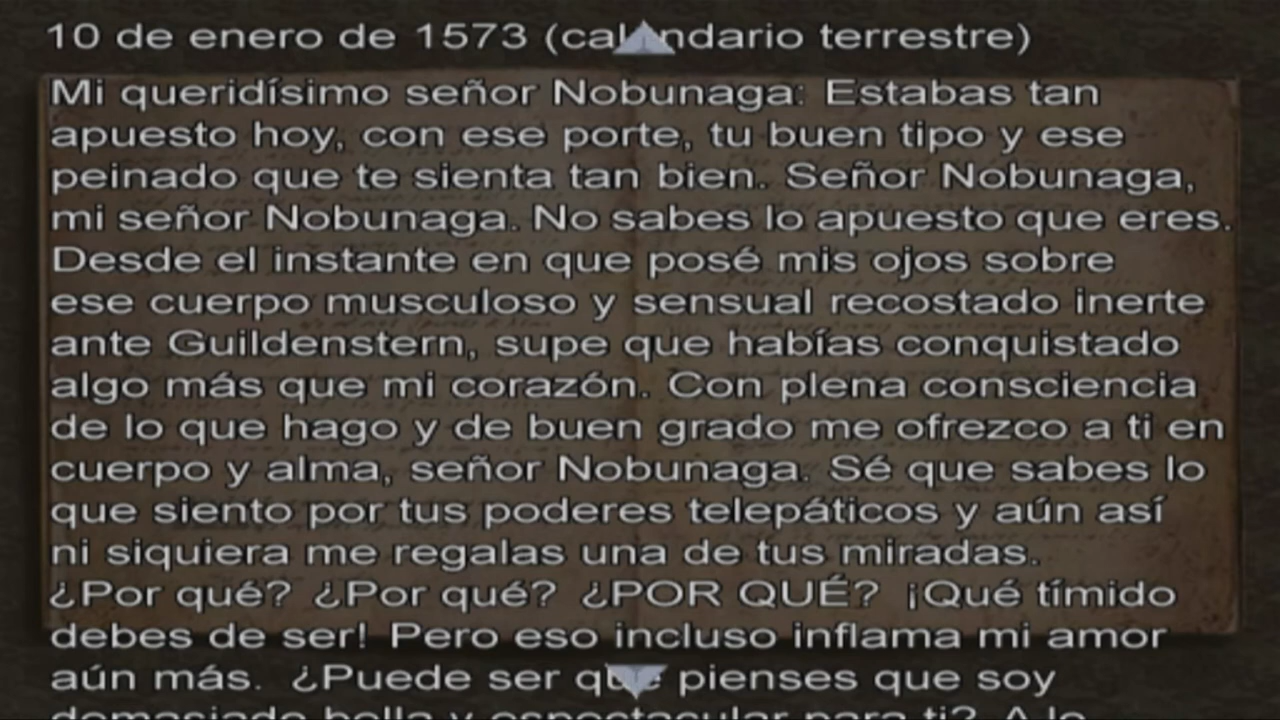 10 de enero de 1573 (calendario terrestre)
Mi queridísimo señor Nobunaga: Estabas tan
apuesto hoy, con ese porte, tu buen tipo y ese
peinado que te sienta tan bien. Señor Nobunaga,
mi señor Nobunaga. No sabes lo apuesto que eres.
Desde el instante en que posé mis ojos sobre
ese cuerpo musculoso y sensual recostado inerte
ante Guildenstern, supe que habías conquistado
algo más que mi corazón. Con plena consciencia
de lo que hago y de buen grado me ofrezco a ti en
cuerpo y alma, señor Nobunaga. Sé que sabes lo
que siento por tus poderes telepáticos y aún así
ni siquiera me regalas una de tus miradas.
¿Por qué? ¿Por qué? ¿POR QUÉ? ¡Qué tímido
debes de ser! Pero eso incluso inflama mi amor
aún más. ¿Puede ser que pienses que soy
demasiado bella y espectacular para ti? A lo